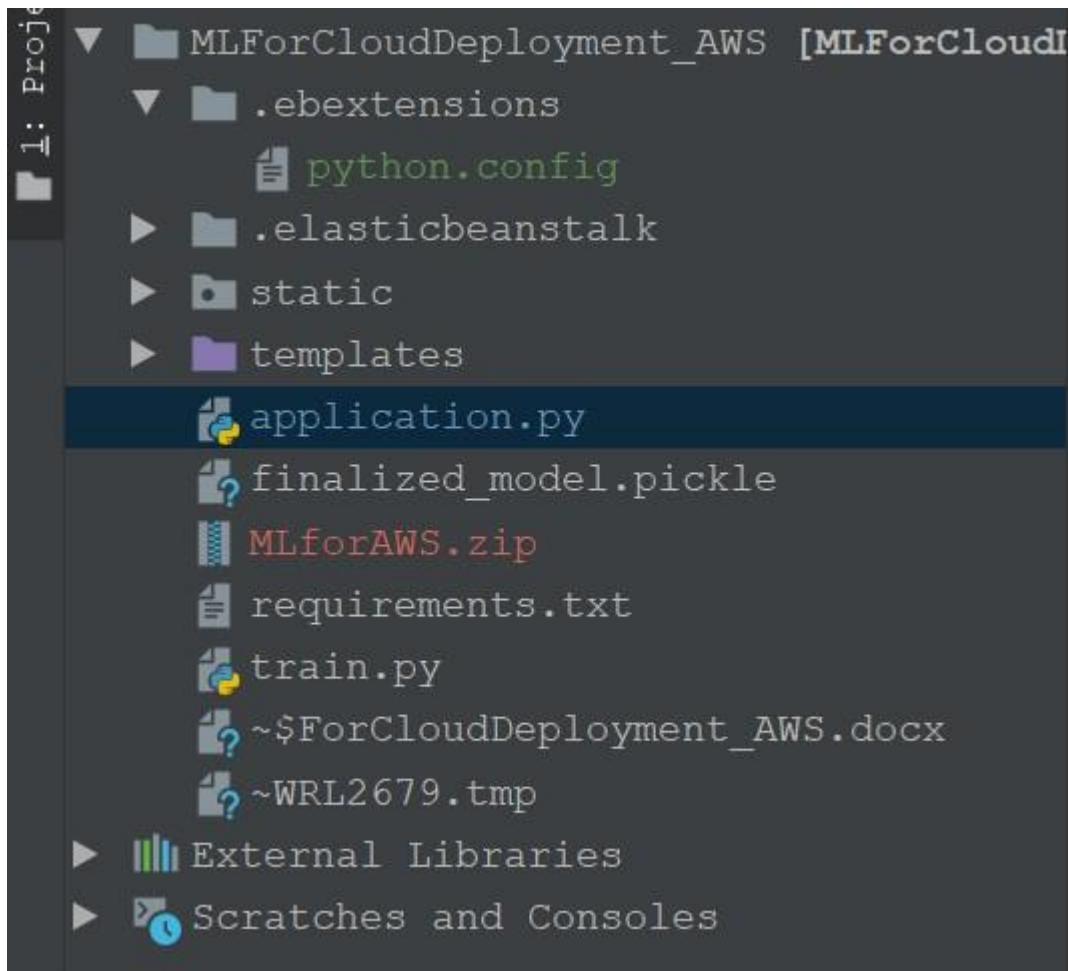 1: Proje
MLForCloudDeployment_AWS [MLForCloud
.ebextensions
python.config
.elasticbeanstalk
static
templates
application.py
finalized_model.pickle
MLforAWS.zip
requirements.txt
train.py
~$ForCloudDeployment_AWS.docx
~WRL2679.tmp
External Libraries
Scratches and Consoles